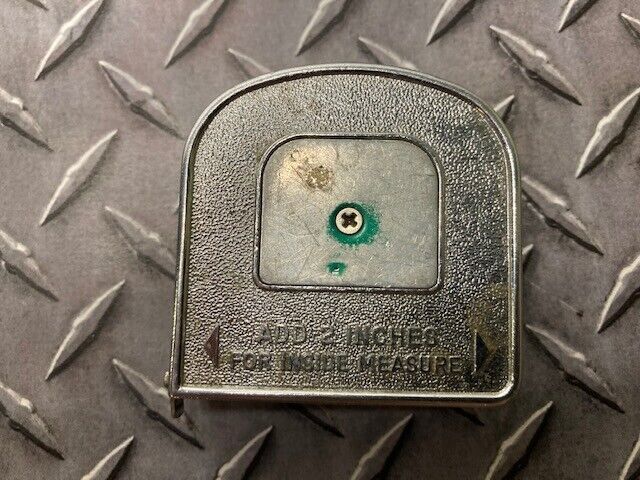 ADD 2 INCHES
FOR INSIDE MEASURE